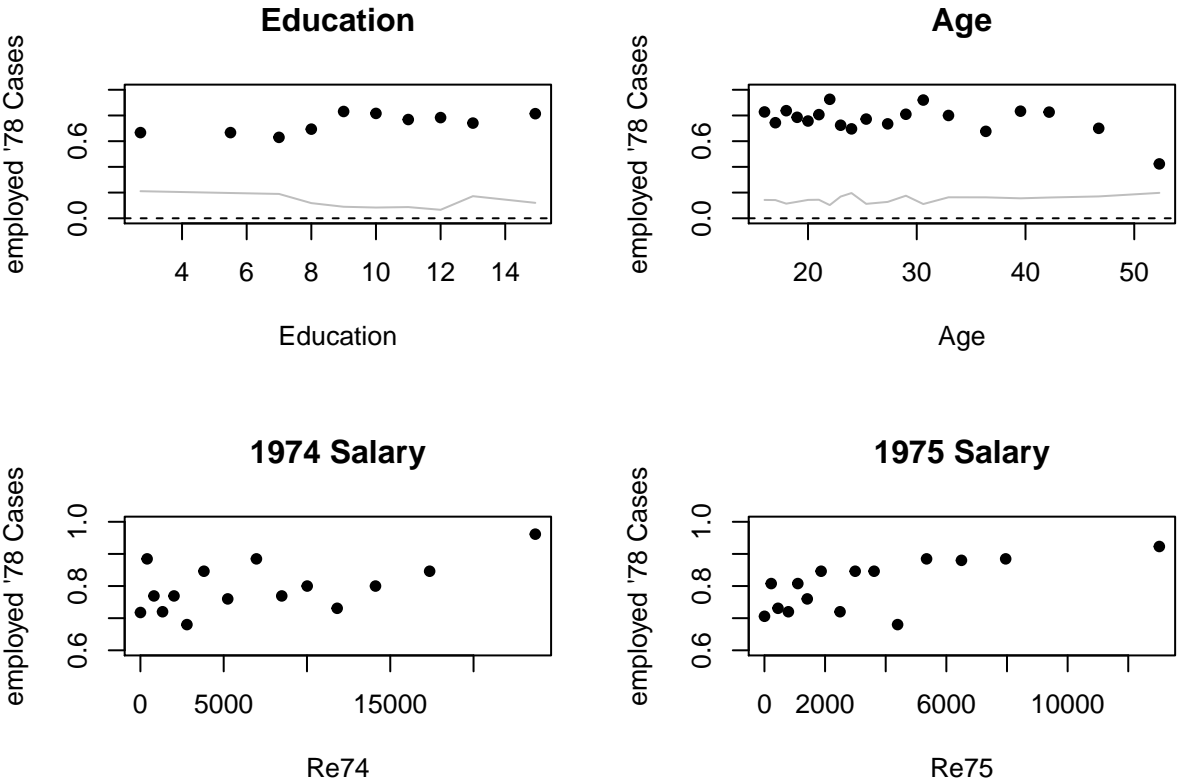 Education
employed '78 Cases
0.0 0.6
4 6 8 10 12 14
Education
Age
employed '78 Cases
0.0 0.6
20 30 40 50
Age
1974 Salary
employed '78 Cases
0.6 0.8 1.0
0 5000 15000
Re74
1975 Salary
employed '78 Cases
0.6 0.8 1.0
0 2000 6000 10000
Re75